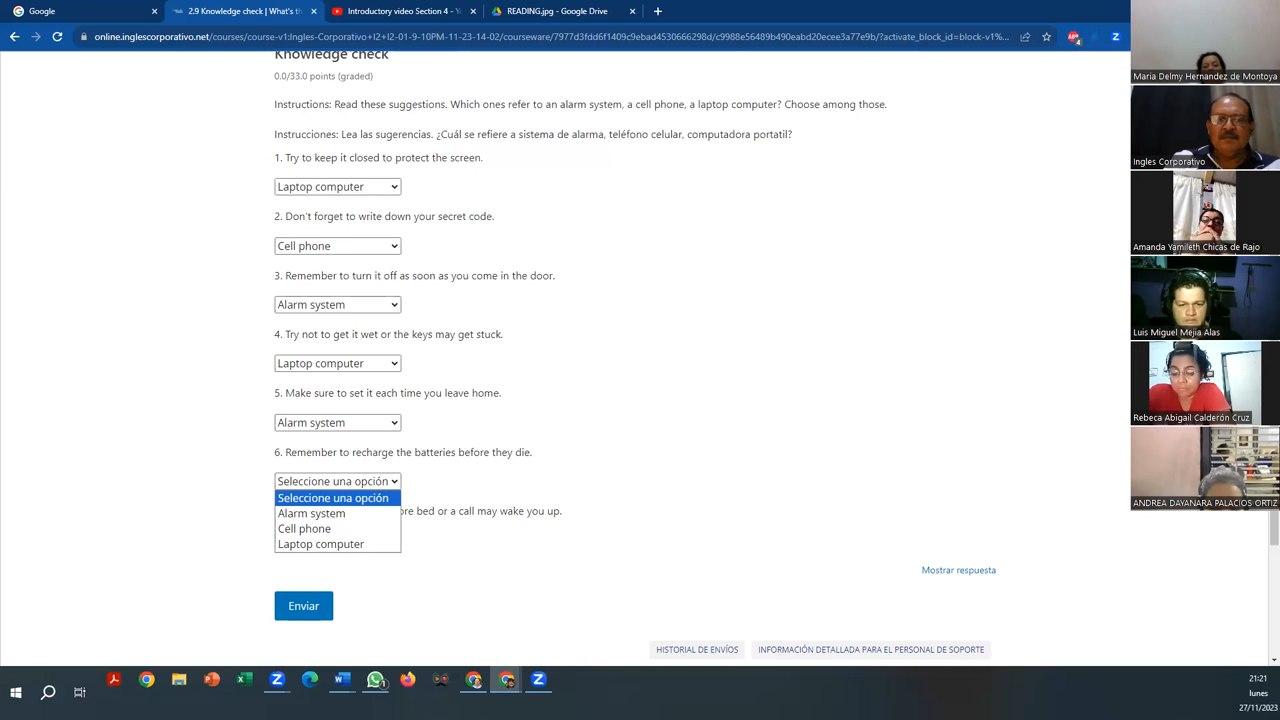 Google
2.9 Knowledge check | What's th
Introductory video Section 4 - Y
READING.jpg - Google Drive
online.inglescorporativo.net/courses/course-v1:Ingles-Corporativo+I2+I2-01-9-10PM-11-23-14-02/courseware/7977d3fdd6f1409c9ebad4530666298d/c9988e56489b490eabd20ecee3a77e9b/?activate_block_id=block-v1%...
Knowledge check
0.0/33.0 points (graded)
Instructions: Read these suggestions. Which ones refer to an alarm system, a cell phone, a laptop computer? Choose among those.
Instrucciones: Lea las sugerencias. ¿Cuál se refiere a sistema de alarma, teléfono celular, computadora portatil?
1. Try to keep it closed to protect the screen.
Laptop computer
2. Don't forget to write down your secret code.
Cell phone
3. Remember to turn it off as soon as you come in the door.
Alarm system
4. Try not to get it wet or the keys may get stuck.
Laptop computer
5. Make sure to set it each time you leave home.
Alarm system
6. Remember to recharge the batteries before they die.
Seleccione una opción
Seleccione una opción
Alarm system
ore bed or a call may wake you up.
Cell phone
Laptop computer
Mostrar respuesta
Enviar
HISTORIAL DE ENVÍOS
INFORMACIÓN DETALLADA PARA EL PERSONAL DE SOPORTE
Maria Delmy Hernandez de Montoya
Ingles Corporativo
Amanda Yamileth Chicas de Rajo
Luis Miguel Mejia Alas
Rebeca Abigail Calderón Cruz
ANDREA DAYANARA PALACIOS ORTIZ
21:21
lunes
27/11/2023